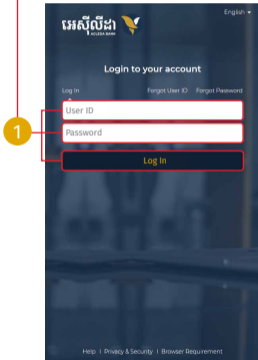 English
អេស៊ីលីដា
ACLEDA BANK
Login to your account
Log In Forgot User ID Forgot Password
User ID
1
Password
Log In
Help | Privacy & Security | Browser Requirement